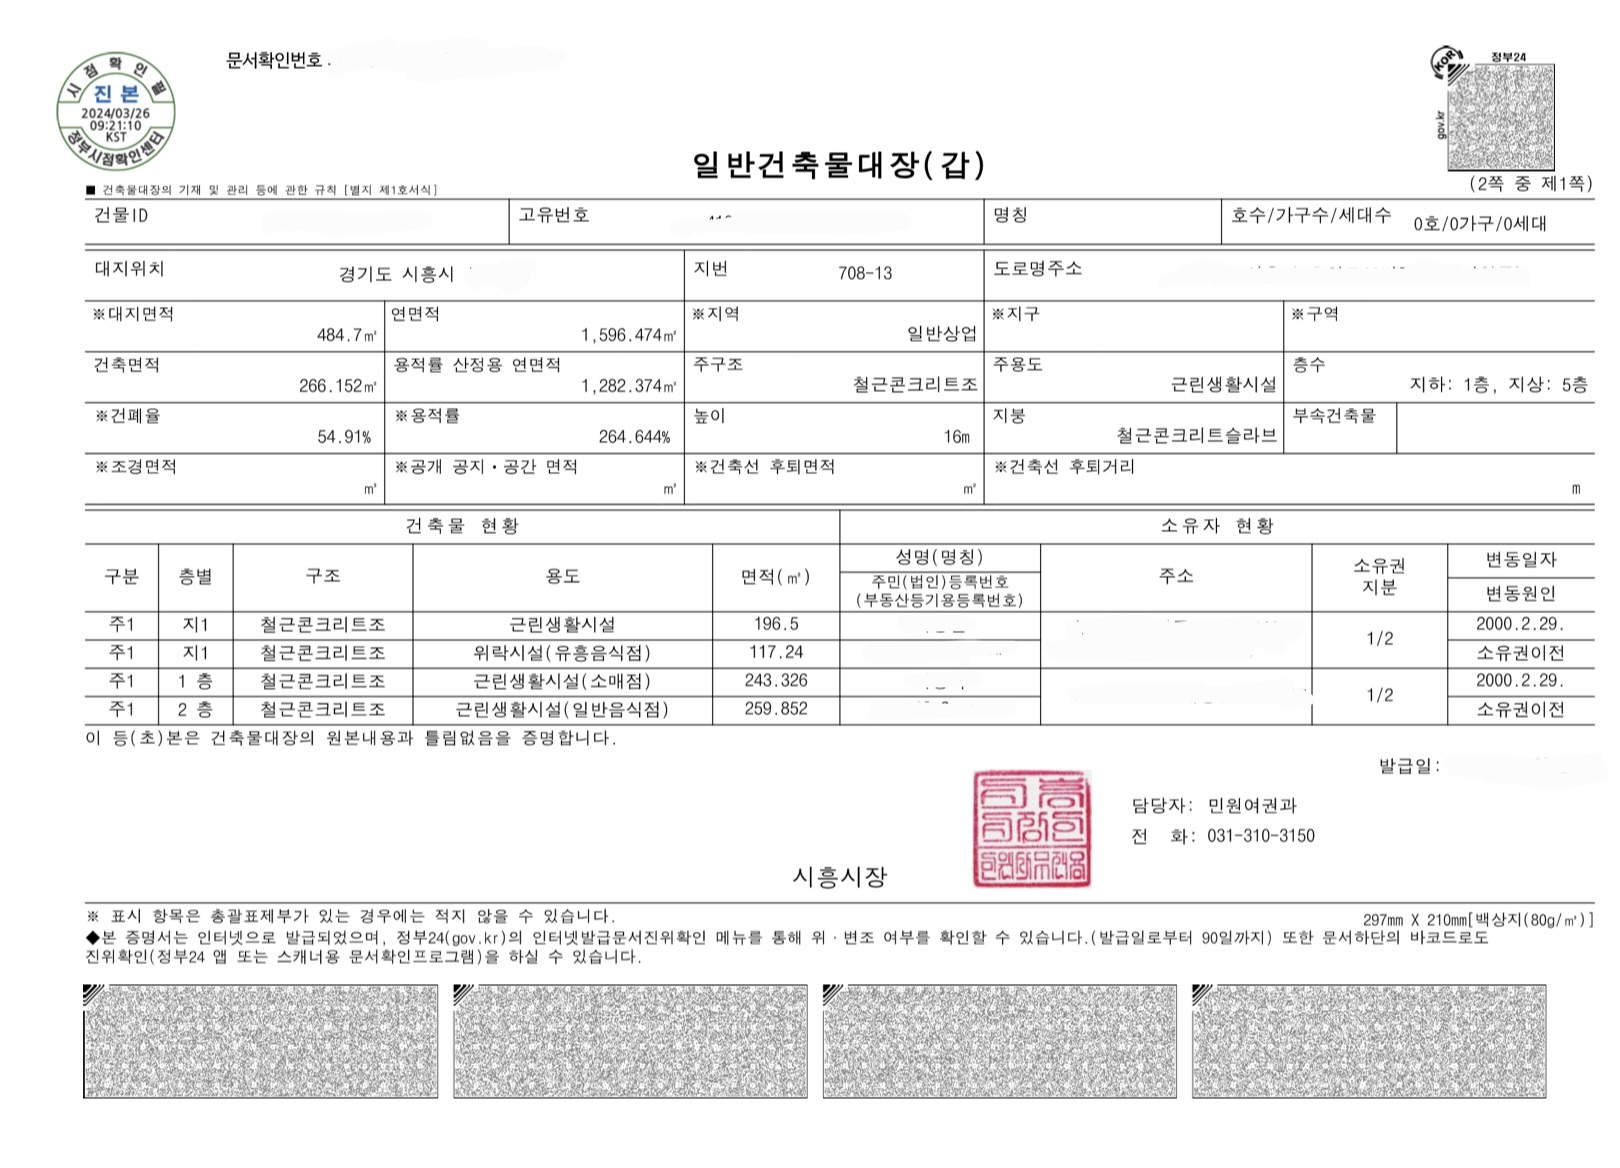 시점확인필
진본
2024/03/26
09:21:10
KST
정부시점확인센터
문서확인번호
KOR
정부24
gov.kr
일반건축물대장(갑)
■ 건축물대장의 기재 및 관리 등에 관한 규칙 [별지 제1호서식]
(2쪽 중 제1쪽)
건물ID 고유번호 명칭 호수/가구수/세대수 0호/0가구/0세대
대지위치 경기도 시흥시 지번 708-13 도로명주소
※대지면적 484.7㎡ 연면적 1,596.474㎡ ※지역 일반상업 ※지구 ※구역
건축면적 266.152㎡ 용적률 산정용 연면적 1,282.374㎡ 주구조 철근콘크리트조 주용도 근린생활시설 층수 지하: 1층, 지상: 5층
※건폐율 54.91% ※용적률 264.644% 높이 16m 지붕 철근콘크리트슬라브 부속건축물
※조경면적 ㎡ ※공개 공지·공간 면적 ㎡ ※건축선 후퇴면적 ㎡ ※건축선 후퇴거리 m
건축물 현황 소유자 현황
구분 층별 구조 용도 면적(㎡) 성명(명칭) 주소 소유권 지분 변동일자
주민(법인)등록번호
(부동산등기용등록번호) 변동원인
주1 지1 철근콘크리트조 근린생활시설 196.5 1/2 2000.2.29.
주1 지1 철근콘크리트조 위락시설(유흥음식점) 117.24 소유권이전
주1 1 층 철근콘크리트조 근린생활시설(소매점) 243.326 1/2 2000.2.29.
주1 2 층 철근콘크리트조 근린생활시설(일반음식점) 259.852 소유권이전
이 등(초)본은 건축물대장의 원본내용과 틀림없음을 증명합니다.
발급일:
담당자: 민원여권과
전 화: 031-310-3150
시흥시장
※ 표시 항목은 총괄표제부가 있는 경우에는 적지 않을 수 있습니다.
297mm X 210mm[백상지(80g/㎡)]
◆본 증명서는 인터넷으로 발급되었으며, 정부24(gov.kr)의 인터넷발급문서진위확인 메뉴를 통해 위·변조 여부를 확인할 수 있습니다.(발급일로부터 90일까지) 또한 문서하단의 바코드로도
진위확인(정부24 앱 또는 스캐너용 문서확인프로그램)을 하실 수 있습니다.